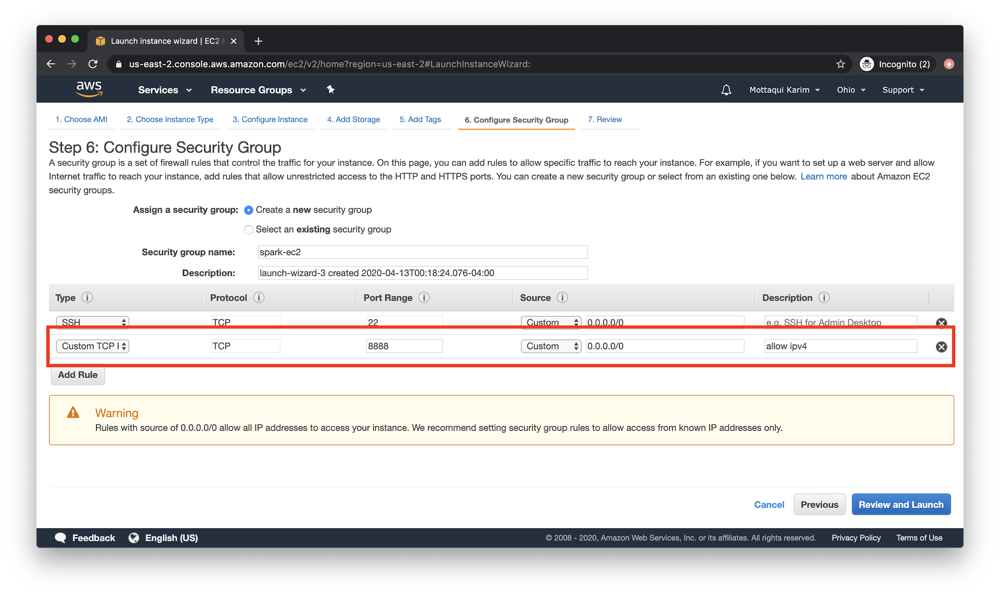 Launch instance wizard | EC2
us-east-2.console.aws.amazon.com/ec2/v2/home?region=us-east-2#LaunchInstanceWizard:
Incognito (2)
aws
Services
Resource Groups
Mottaqui Karim
Ohio
Support
1. Choose AMI
2. Choose Instance Type
3. Configure Instance
4. Add Storage
5. Add Tags
6. Configure Security Group
7. Review
Step 6: Configure Security Group
A security group is a set of firewall rules that control the traffic for your instance. On this page, you can add rules to allow specific traffic to reach your instance. For example, if you want to set up a web server and allow
Internet traffic to reach your instance, add rules that allow unrestricted access to the HTTP and HTTPS ports. You can create a new security group or select from an existing one below. Learn more about Amazon EC2
security groups.
Assign a security group: Create a new security group
Select an existing security group
Security group name: spark-ec2
Description: launch-wizard-3 created 2020-04-13T00:18:24.076-04:00
Type Protocol Port Range Source Description
SSH TCP 22 Custom 0.0.0.0/0 e.g. SSH for Admin Desktop
Custom TCP TCP 8888 Custom 0.0.0.0/0 allow ipv4
Add Rule
Warning
Rules with source of 0.0.0.0/0 allow all IP addresses to access your instance. We recommend setting security group rules to allow access from known IP addresses only.
Cancel
Previous
Review and Launch
Feedback
English (US)
© 2008 - 2020, Amazon Web Services, Inc. or its affiliates. All rights reserved.
Privacy Policy
Terms of Use